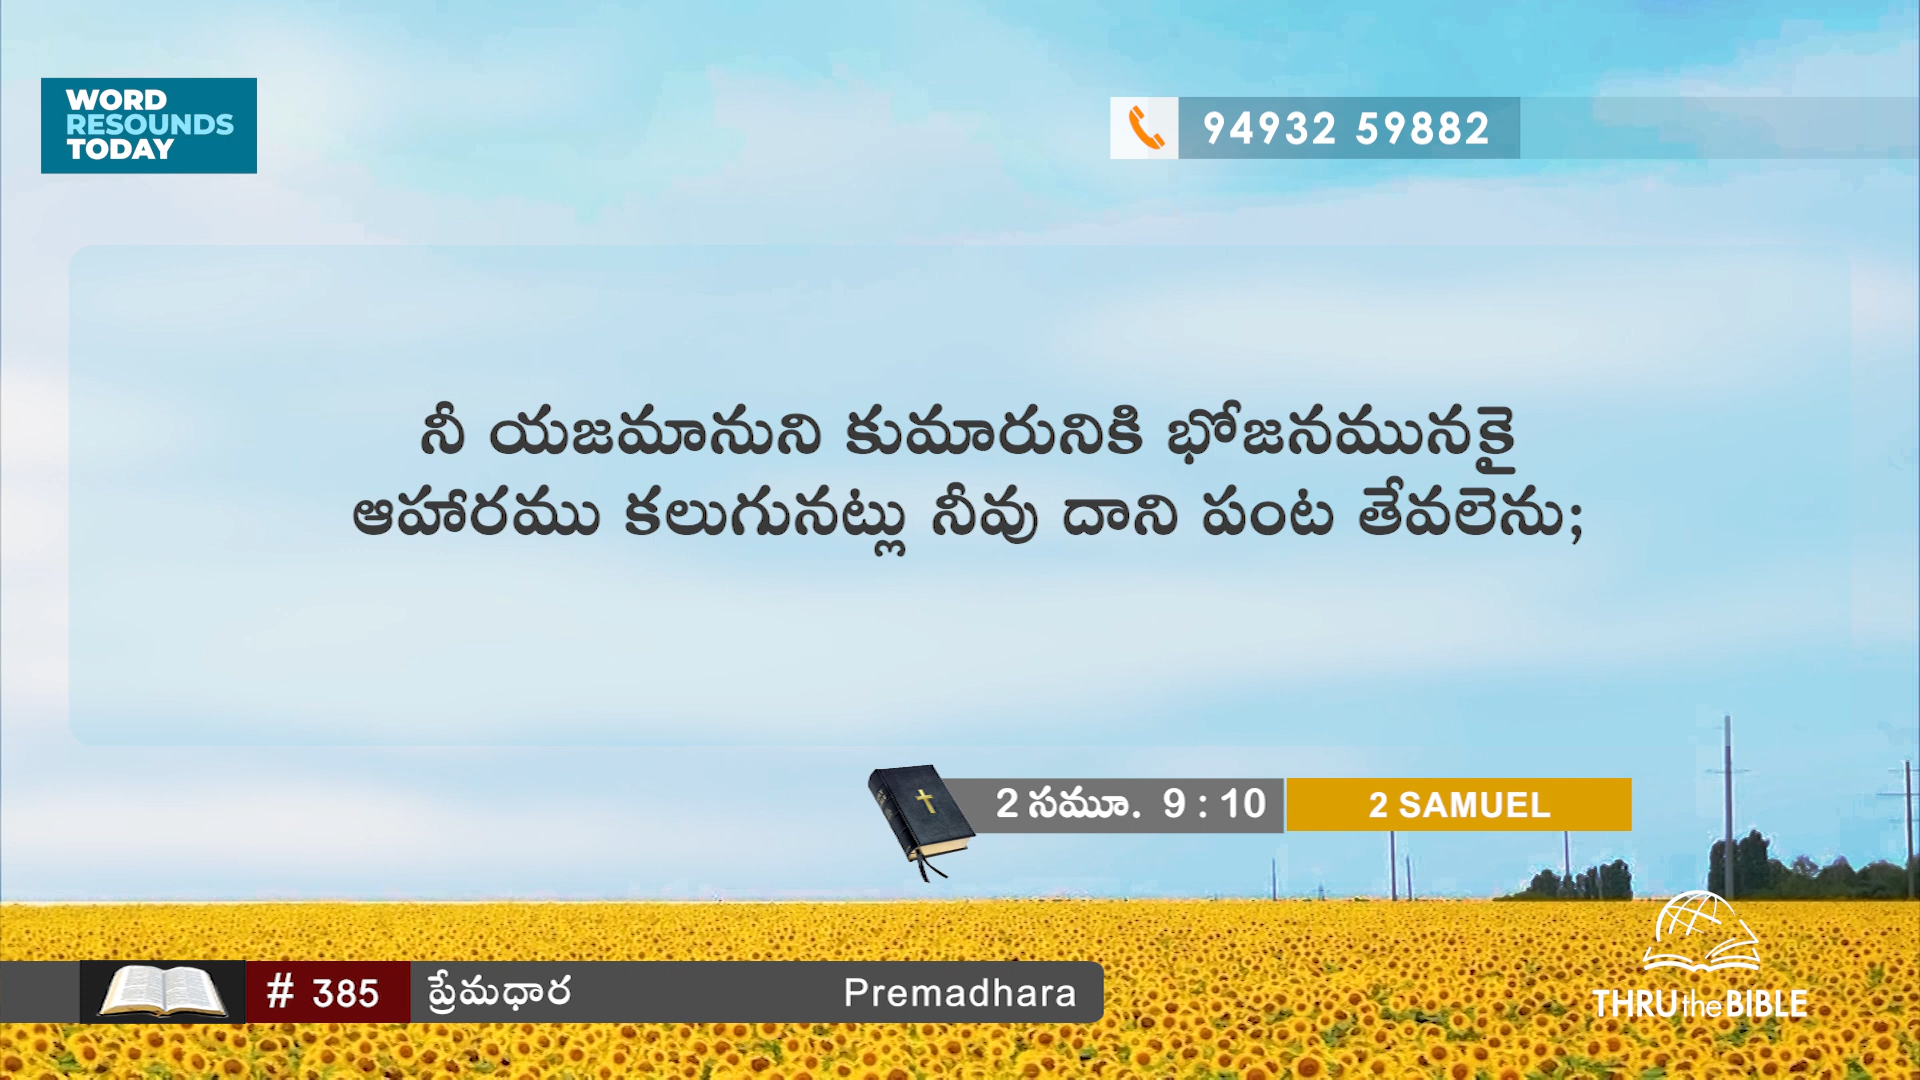 WORD
RESOUNDS
TODAY
94932 59882
నీ యజమానుని కుమారునికి భోజనమునకై
ఆహారము కలుగునట్లు నీవు దాని పంట తేవలెను;
2 సమూ. 9 : 10
2 SAMUEL
# 385
ప్రేమధార
Premadhara
THRU the BIBLE